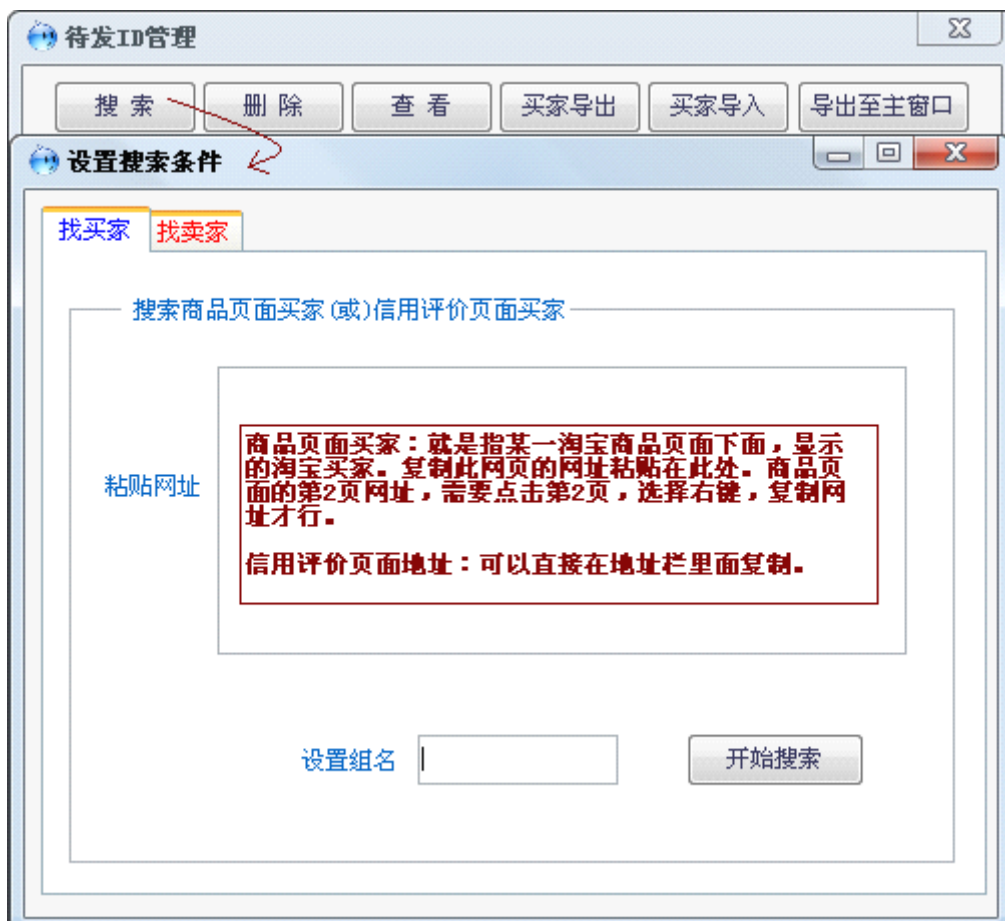 待发ID管理
搜 索
删 除
查 看
买家导出
买家导入
导出至主窗口
设置搜索条件
找买家
找卖家
搜索商品页面买家(或)信用评价页面买家
粘贴网址
商品页面买家：就是指某一淘宝商品页面下面，显示
的淘宝买家。复制此网页的网址粘贴在此处。商品页
面的第2页网址，需要点击第2页，选择右键，复制网
址才行。
信用评价页面地址：可以直接在地址栏里面复制。
设置组名
开始搜索